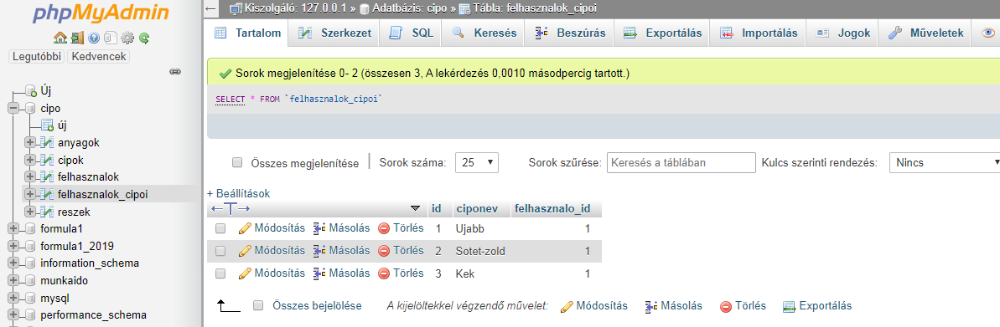 phpMyAdmin
Legutóbbi Kedvencek
Új
cipo
új
anyagok
cipok
felhasznalok
felhasznalok_cipoi
reszek
formula1
formula1_2019
information_schema
munkaido
mysql
performance_schema
Kiszolgáló: 127.0.0.1 » Adatbázis: cipo » Tábla: felhasznalok_cipoi
Tartalom Szerkezet SQL Keresés Beszúrás Exportálás Importálás Jogok Műveletek
Sorok megjelenítése 0- 2 (összesen 3, A lekérdezés 0,0010 másodpercig tartott.)
SELECT * FROM `felhasznalok_cipoi`
Összes megjelenítése Sorok száma: 25 Sorok szűrése: Keresés a táblában Kulcs szerinti rendezés: Nincs
+ Beállítások
←T→ id ciponev felhasznalo_id
Módosítás Másolás Törlés 1 Ujabb 1
Módosítás Másolás Törlés 2 Sotet-zold 1
Módosítás Másolás Törlés 3 Kek 1
Összes bejelölése A kijelöltekkel végzendő művelet: Módosítás Másolás Törlés Exportálás